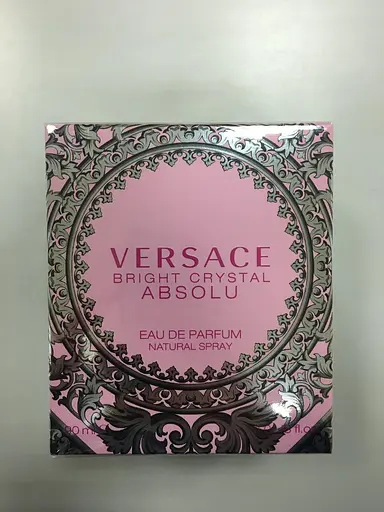 VERSACE
BRIGHT CRYSTAL
ABSOLU
EAU DE PARFUM
NATURAL SPRAY